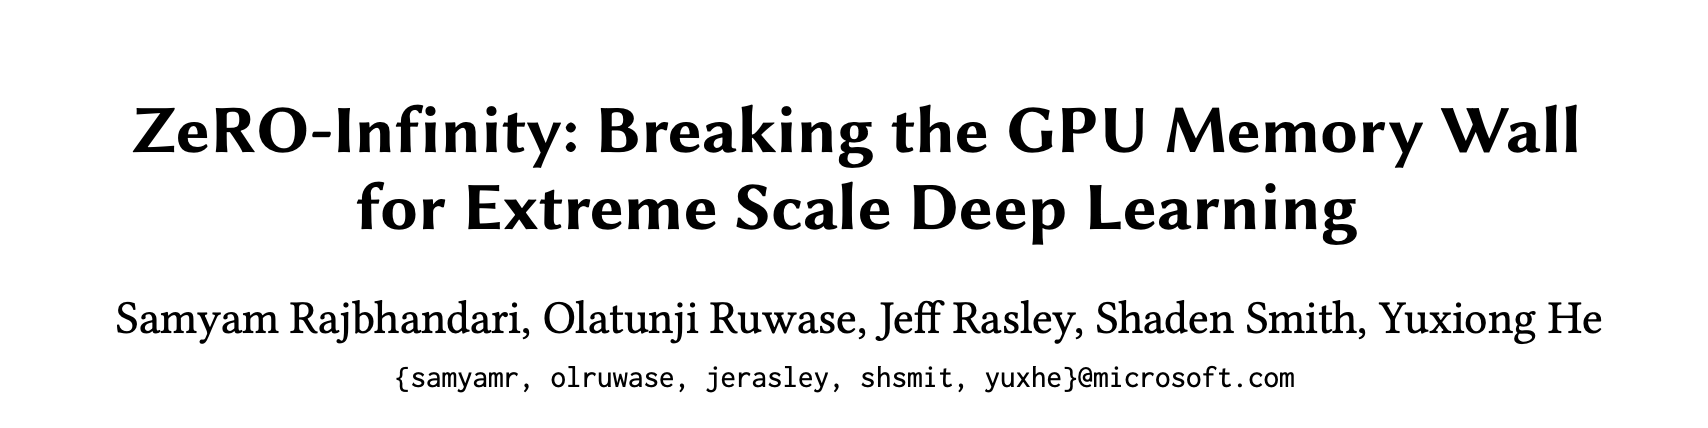 ZeRO-Infinity: Breaking the GPU Memory Wall
for Extreme Scale Deep Learning
Samyam Rajbhandari, Olatunji Ruwase, Jeff Rasley, Shaden Smith, Yuxiong He
{samyamr, olruwase, jerasley, shsmit, yuxhe}@microsoft.com